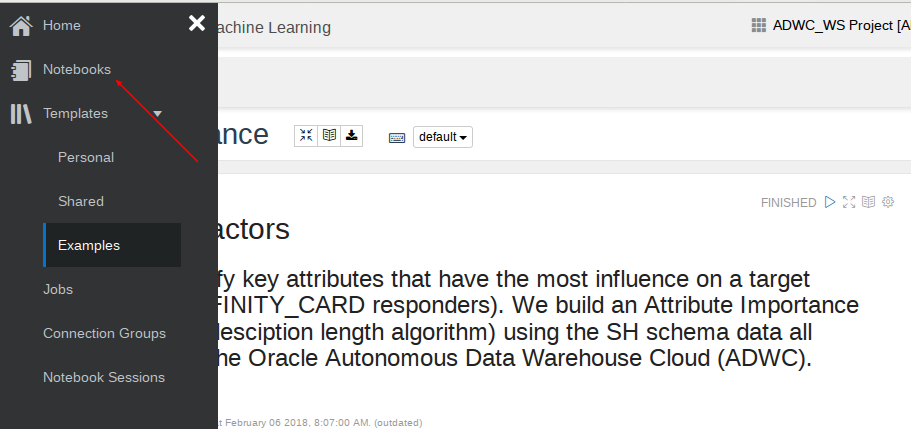 Home
Notebooks
Templates
Personal
Shared
Examples
Jobs
Connection Groups
Notebook Sessions
achine Learning
ADWC_WS Project [A
ance
default
FINISHED
actors
fy key attributes that have the most influence on a target
FINITY_CARD responders). We build an Attribute Importance
desciption length algorithm) using the SH schema data all
he Oracle Autonomous Data Warehouse Cloud (ADWC).
at February 06 2018, 8:07:00 AM. (outdated)